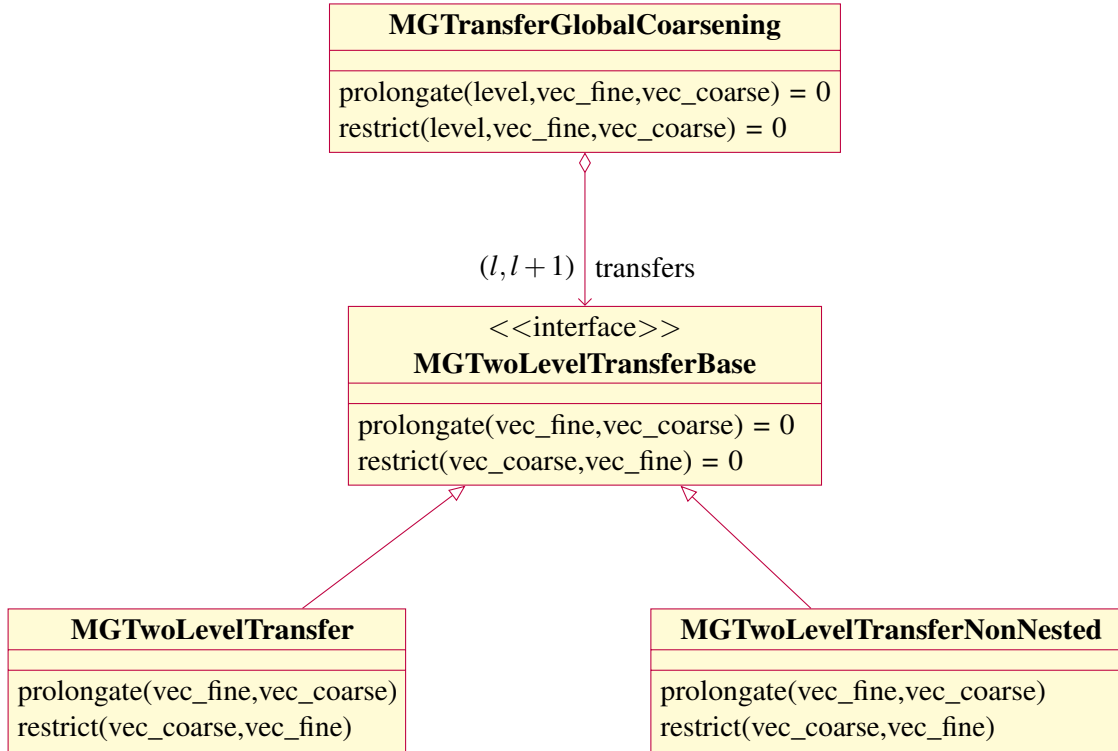 MGTransferGlobalCoarsening
prolongate(level,vec_fine,vec_coarse) = 0
restrict(level,vec_fine,vec_coarse) = 0
(l, l + 1) transfers
<<interface>>
MGTwoLevelTransferBase
prolongate(vec_fine,vec_coarse) = 0
restrict(vec_coarse,vec_fine) = 0
MGTwoLevelTransfer
prolongate(vec_fine,vec_coarse)
restrict(vec_coarse,vec_fine)
MGTwoLevelTransferNonNested
prolongate(vec_fine,vec_coarse)
restrict(vec_coarse,vec_fine)